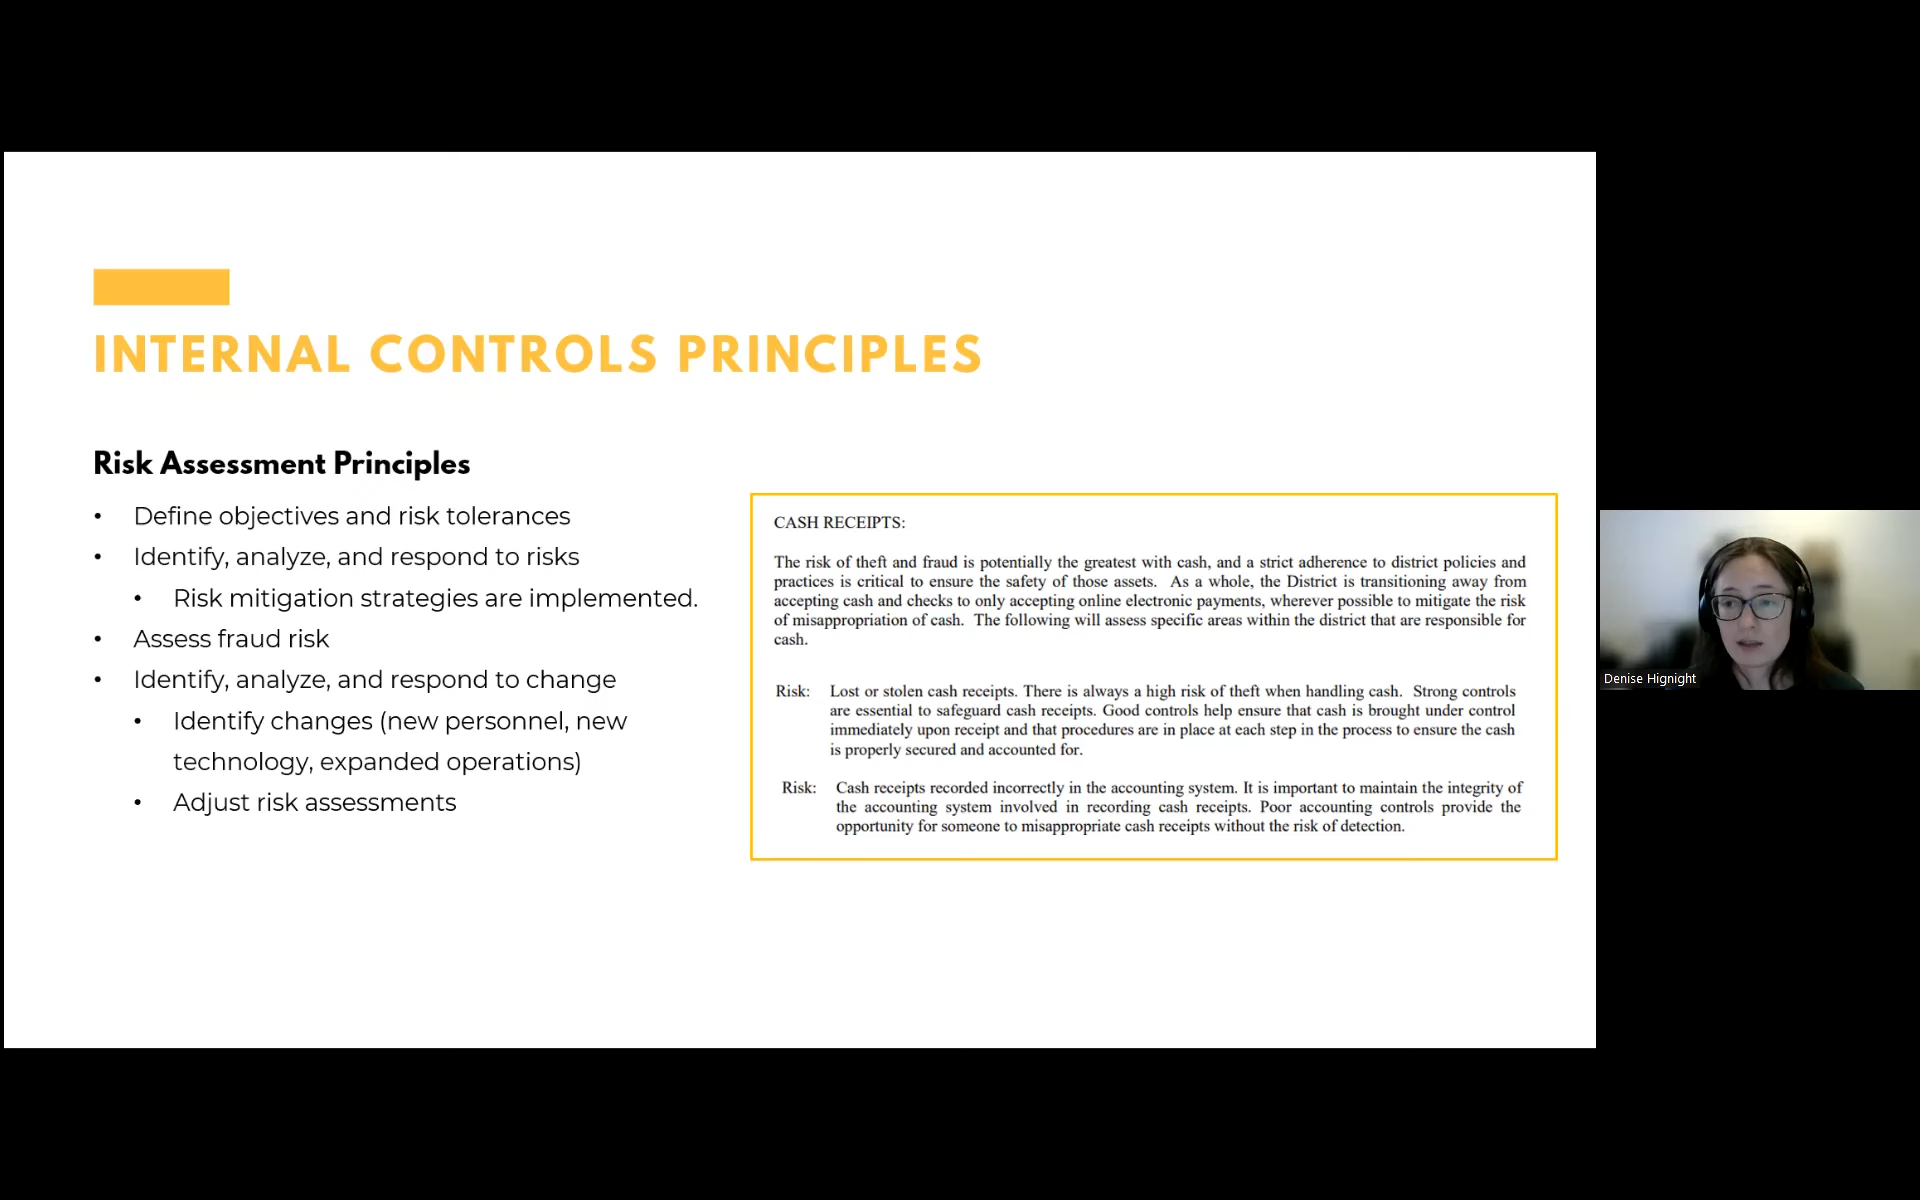 INTERNAL CONTROLS PRINCIPLES
Risk Assessment Principles
• Define objectives and risk tolerances
• Identify, analyze, and respond to risks
• Risk mitigation strategies are implemented.
• Assess fraud risk
• Identify, analyze, and respond to change
• Identify changes (new personnel, new
technology, expanded operations)
• Adjust risk assessments
CASH RECEIPTS:
The risk of theft and fraud is potentially the greatest with cash, and a strict adherence to district policies and
practices is critical to ensure the safety of those assets. As a whole, the District is transitioning away from
accepting cash and checks to only accepting online electronic payments, wherever possible to mitigate the risk
of misappropriation of cash. The following will assess specific areas within the district that are responsible for
cash.
Risk: Lost or stolen cash receipts. There is always a high risk of theft when handling cash. Strong controls
are essential to safeguard cash receipts. Good controls help ensure that cash is brought under control
immediately upon receipt and that procedures are in place at each step in the process to ensure the cash
is properly secured and accounted for.
Risk: Cash receipts recorded incorrectly in the accounting system. It is important to maintain the integrity of
the accounting system involved in recording cash receipts. Poor accounting controls provide the
opportunity for someone to misappropriate cash receipts without the risk of detection.
Denise Hignight